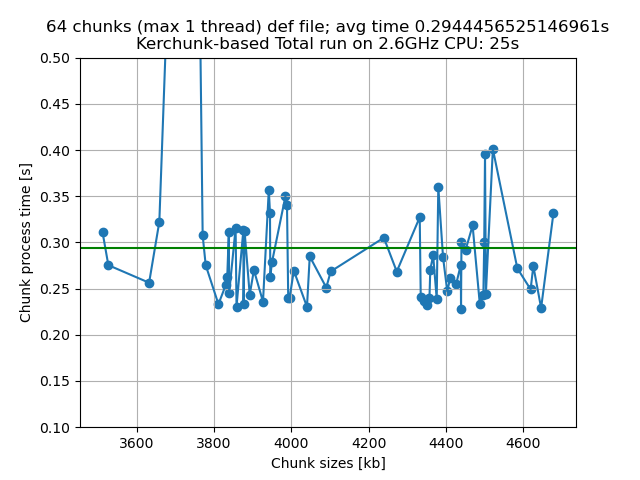 64 chunks (max 1 thread) def file; avg time 0.2944456525146961s
Kerchunk-based Total run on 2.6GHz CPU: 25s
0.50
0.45
0.40
0.35
0.30
0.25
0.20
0.15
0.10
Chunk process time [s]
3600 3800 4000 4200 4400 4600
Chunk sizes [kb]